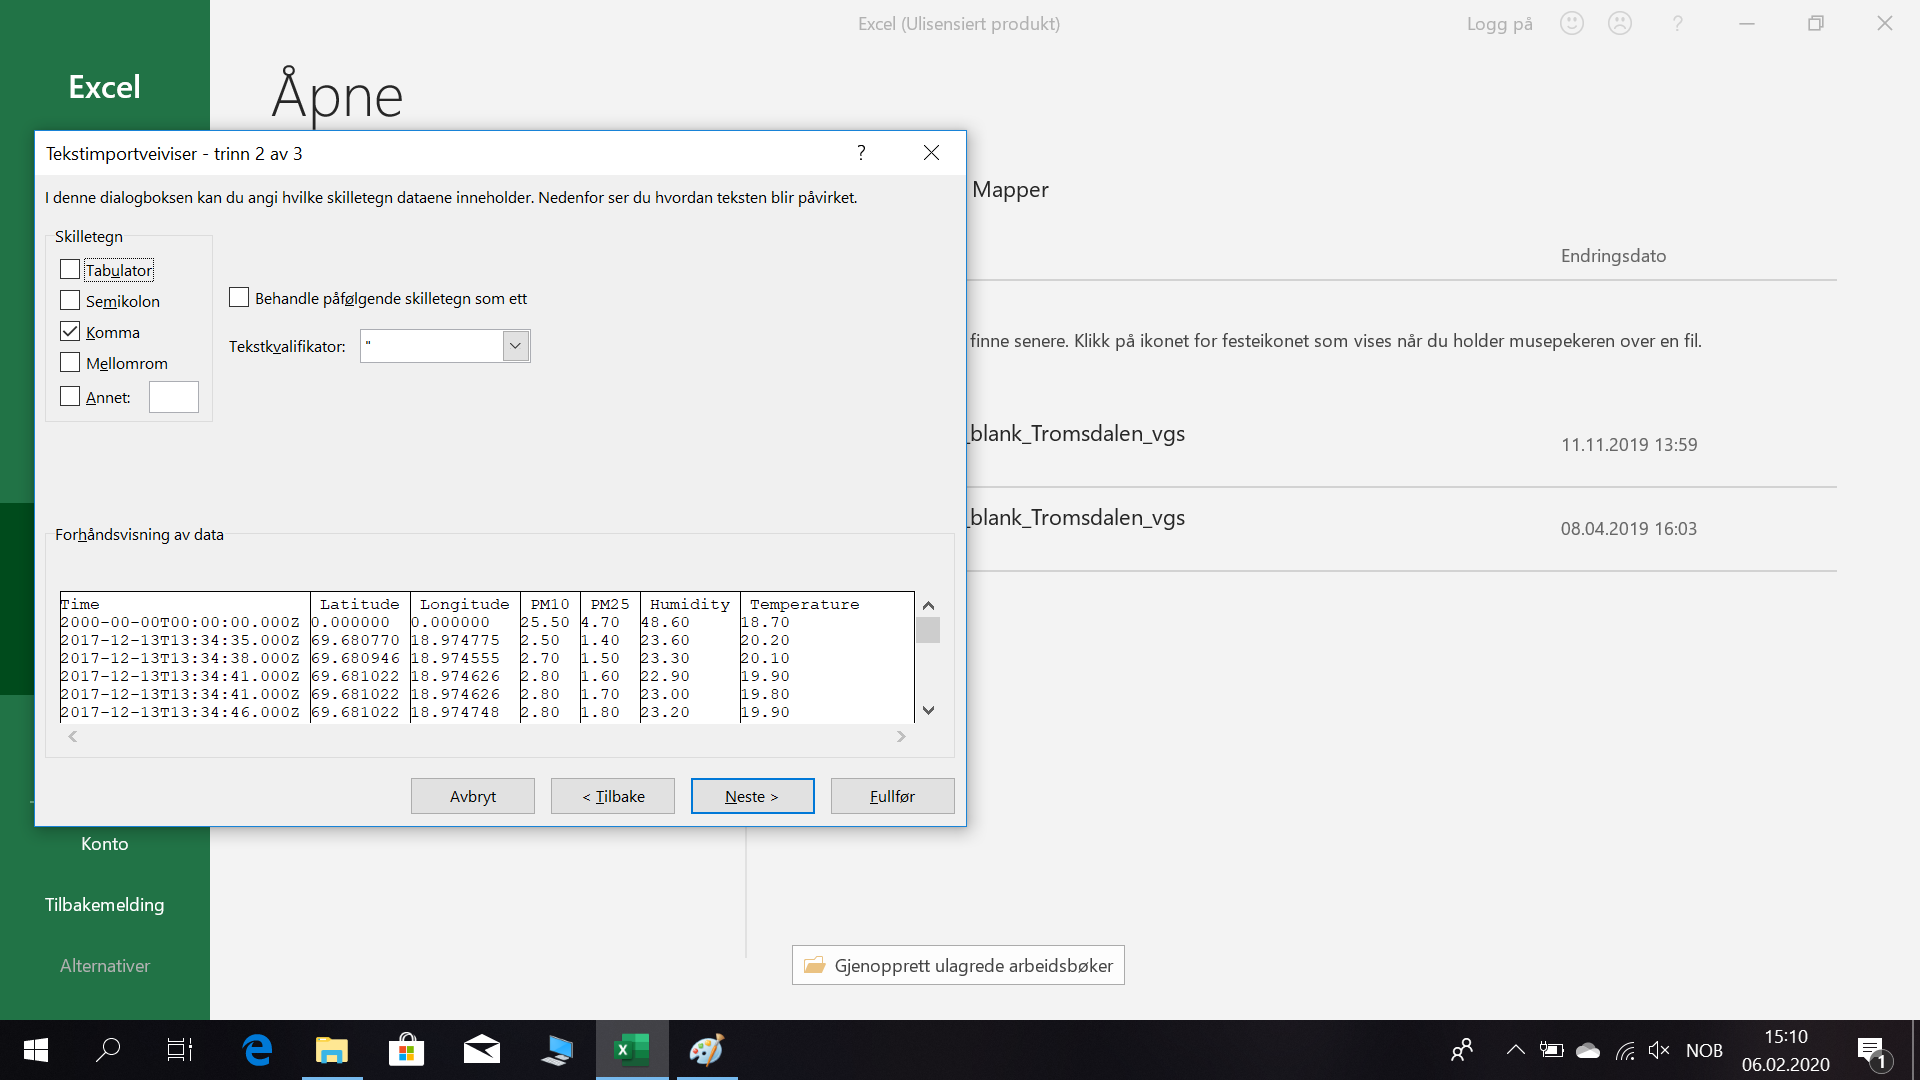 Excel (Ulisensiert produkt)
Logg på
?
Excel
Åpne
Tekstimportveiviser - trinn 2 av 3
?
I denne dialogboksen kan du angi hvilke skilletegn dataene inneholder. Nedenfor ser du hvordan teksten blir påvirket.
Mapper
Skilletegn
Endringsdato
Tabulator
Semikolon
Behandle påfølgende skilletegn som ett
Komma
Tekstkvalifikator: "
finne senere. Klikk på ikonet for festeikonet som vises når du holder musepekeren over en fil.
Mellomrom
Annet:
_blank_Tromsdalen_vgs
11.11.2019 13:59
_blank_Tromsdalen_vgs
08.04.2019 16:03
Forhåndsvisning av data
Time Latitude Longitude PM10 PM25 Humidity Temperature
2000-00-00T00:00:00.000Z 0.000000 0.000000 25.50 4.70 48.60 18.70
2017-12-13T13:34:35.000Z 69.680770 18.974775 2.50 1.40 23.60 20.20
2017-12-13T13:34:38.000Z 69.680946 18.974555 2.70 1.50 23.30 20.10
2017-12-13T13:34:41.000Z 69.681022 18.974626 2.80 1.60 22.90 19.90
2017-12-13T13:34:41.000Z 69.681022 18.974626 2.80 1.70 23.00 19.80
2017-12-13T13:34:46.000Z 69.681022 18.974748 2.80 1.80 23.20 19.90
Avbryt
< Tilbake
Neste >
Fullfør
Konto
Tilbakemelding
Alternativer
Gjenopprett ulagrede arbeidsbøker
NOB
15:10
06.02.2020
1